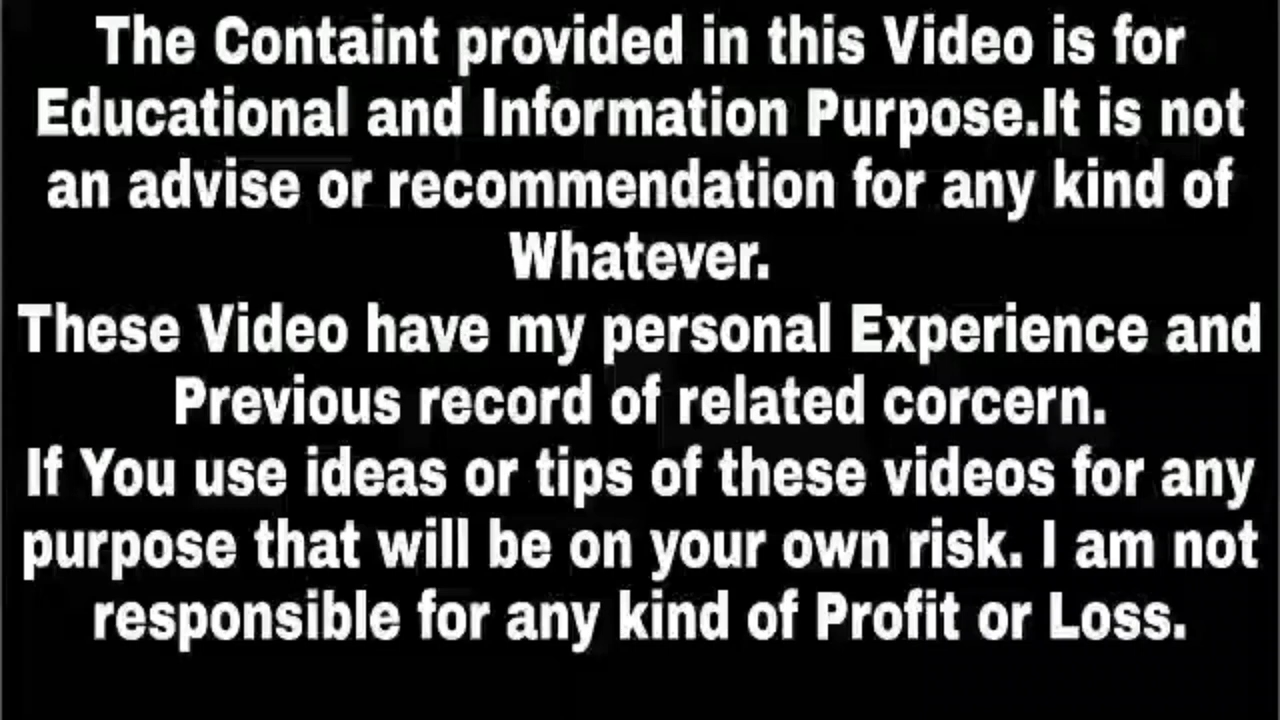 The Containt provided in this Video is for
Educational and Information Purpose.It is not
an advise or recommendation for any kind of
Whatever.
These Video have my personal Experience and
Previous record of related corcern.
If You use ideas or tips of these videos for any
purpose that will be on your own risk. I am not
responsible for any kind of Profit or Loss.